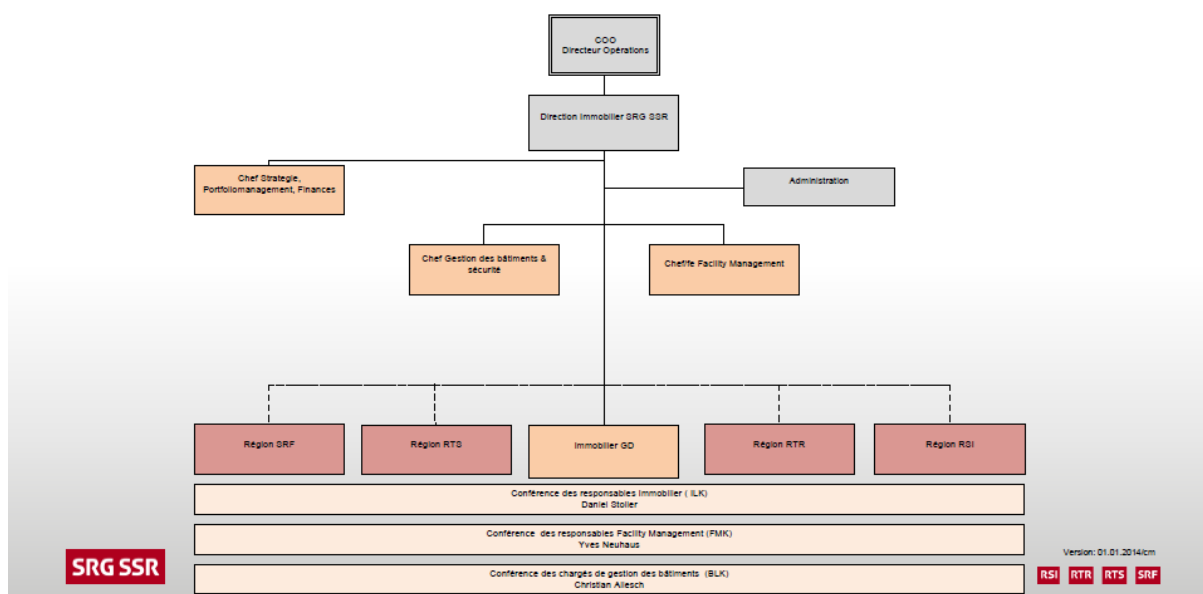 COO
Directeur Opérations
Direction Immobilier SRG SSR
Chef Strategie,
Portfoliomanagement, Finances
Administration
Chef Gestion des bâtiments &
sécurité
Chef/fe Facility Management
Région SRF
Région RTS
Immobilier GD
Région RTR
Région RSI
Conférence des responsables Immobilier ( ILK)
Daniel Stoller
Conférence des responsables Facility Management (FMK)
Yves Neuhaus
Conférence des chargés de gestion des bâtiments (BLK)
Christian Allesch
SRG SSR
Version: 01.01.2014/cm
RSI RTR RTS SRF